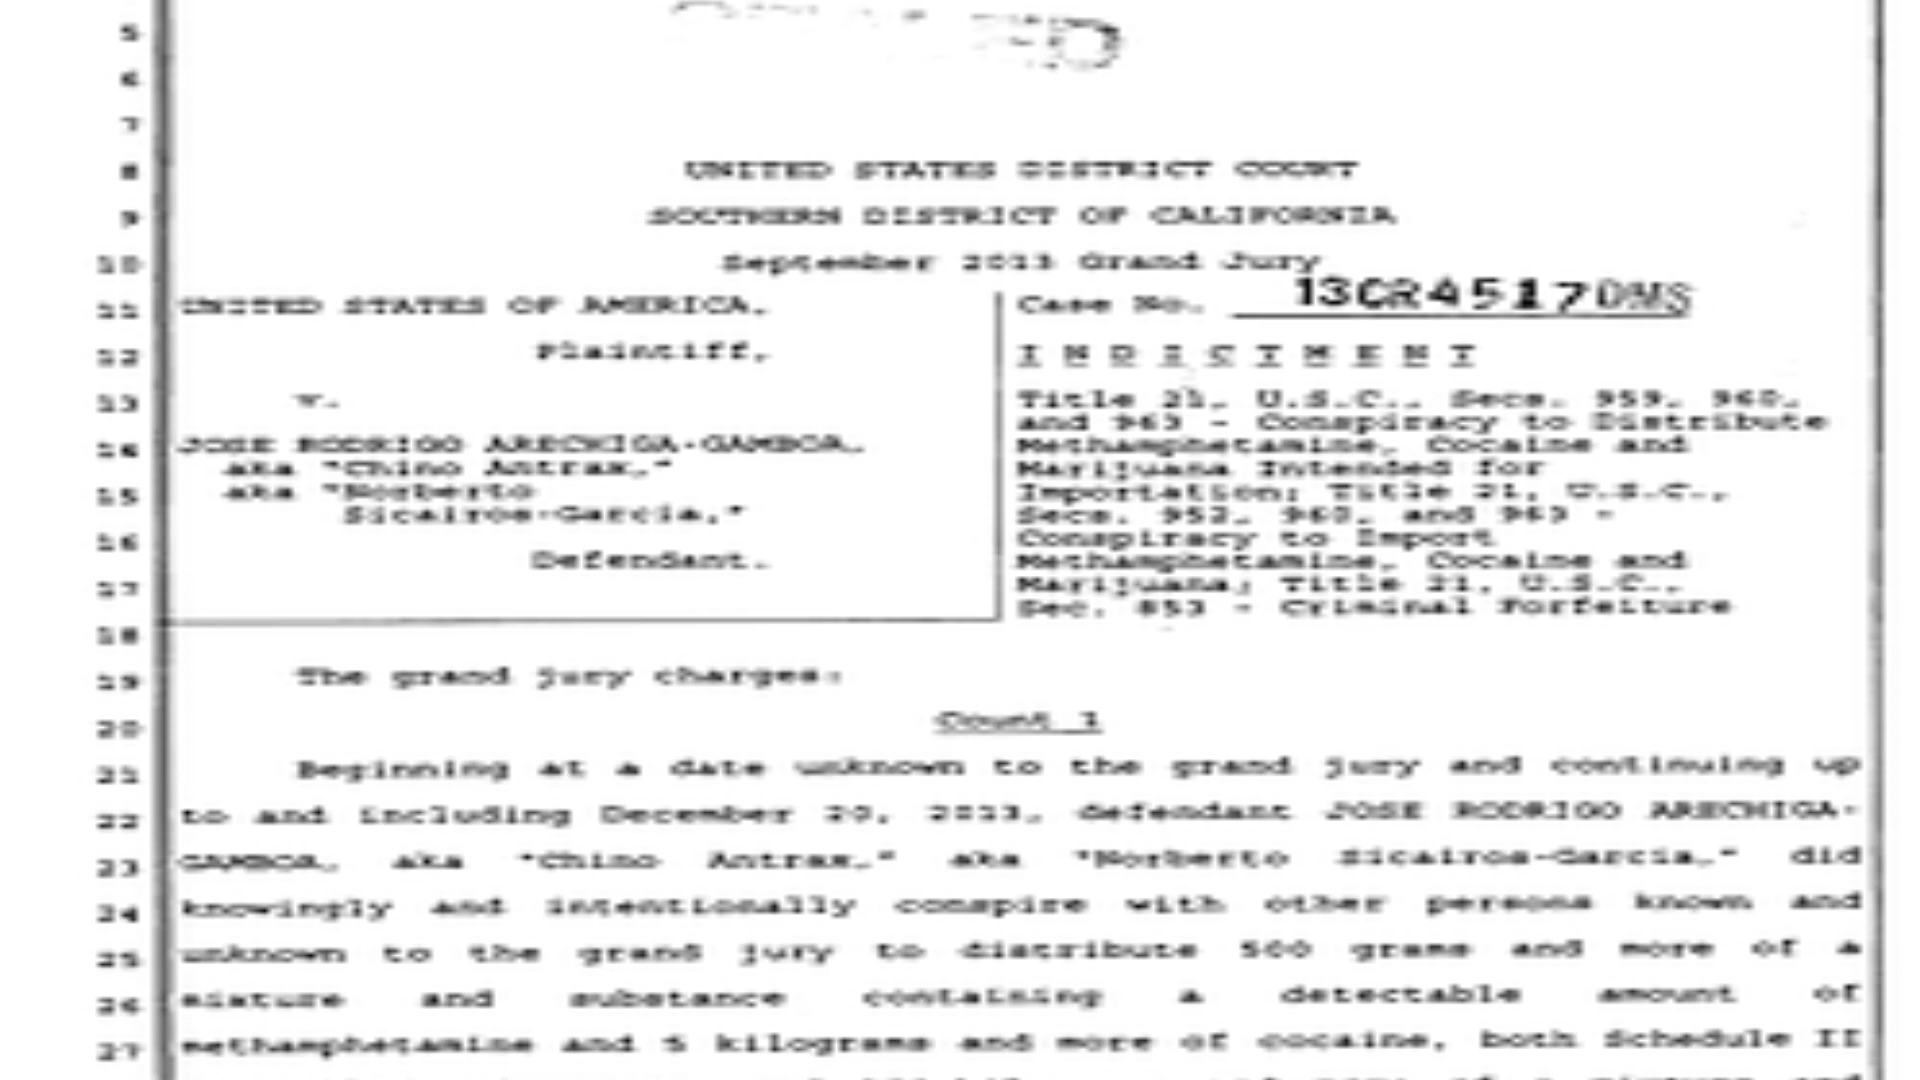 5
6
7
8 UNITED STATES DISTRICT COURT
9 SOUTHERN DISTRICT OF CALIFORNIA
10 September 2013 Grand Jury
11 UNITED STATES OF AMERICA,
12 Plaintiff,
13 v.
14 JOSE RODRIGO ARECHIGA-GAMBOA,
aka "Chino Antrax,"
15 aka "Norberto
Sicairos-Garcia,"
16 Defendant.
17
18
Case No. 13CR4517DMS
I N D I C T M E N T
Title 21, U.S.C., Secs. 959, 960,
and 963 - Conspiracy to Distribute
Methamphetamine, Cocaine and
Marijuana Intended for
Importation; Title 21, U.S.C.,
Secs. 952, 960, and 963 -
Conspiracy to Import
Methamphetamine, Cocaine and
Marijuana; Title 21, U.S.C.,
Sec. 853 - Criminal Forfeiture
19 The grand jury charges:
20 Count 1
21 Beginning at a date unknown to the grand jury and continuing up
22 to and including December 20, 2013, defendant JOSE RODRIGO ARECHIGA-
23 GAMBOA, aka "Chino Antrax," aka "Norberto Sicairos-Garcia," did
24 knowingly and intentionally conspire with other persons known and
25 unknown to the grand jury to distribute 500 grams and more of a
26 mixture and substance containing a detectable amount of
27 methamphetamine and 5 kilograms and more of cocaine, both Schedule II